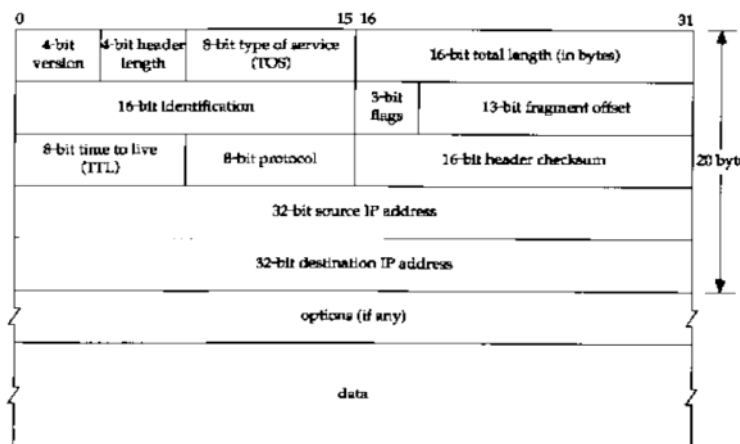 0 15 16 31
4-bit version
4-bit header length
8-bit type of service (TOS)
16-bit total length (in bytes)
16-bit identification
3-bit flags
13-bit fragment offset
8-bit time to live (TTL)
8-bit protocol
16-bit header checksum
20 byte
32-bit source IP address
32-bit destination IP address
options (if any)
data